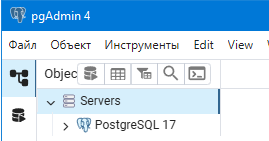 pgAdmin 4
Файл Объект Инструменты Edit View
Objec
Servers
PostgreSQL 17